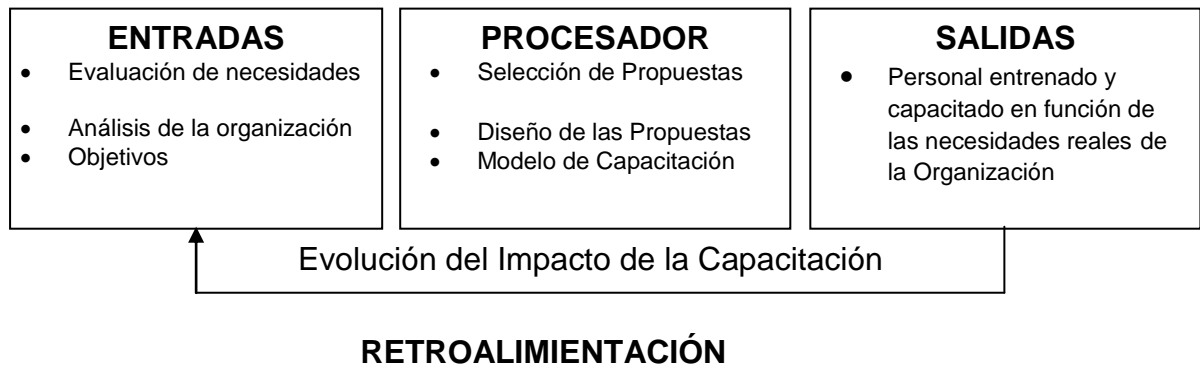 ENTRADAS
• Evaluación de necesidades
• Análisis de la organización
• Objetivos
PROCESADOR
• Selección de Propuestas
• Diseño de las Propuestas
• Modelo de Capacitación
SALIDAS
• Personal entrenado y
capacitado en función de
las necesidades reales de
la Organización
Evolución del Impacto de la Capacitación
RETROALIMIENTACIÓN